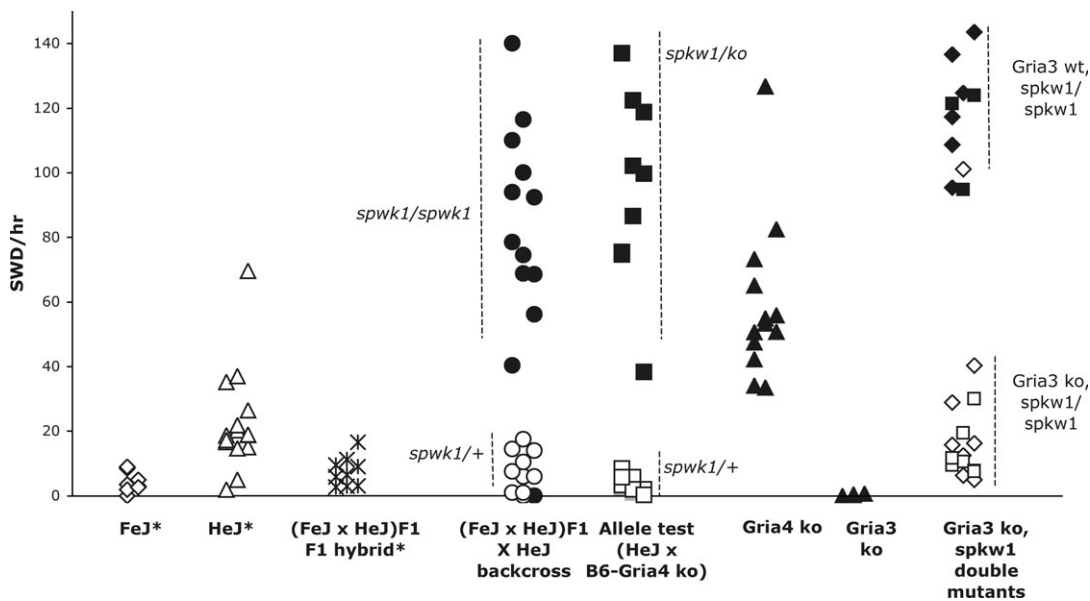 140
120
100
80
60
40
20
0
SWD/hr
spwk1/spwk1
spwk1/+
spkw1/ko
spwk1/+
Gria3 wt,
spkw1/
spkw1
Gria3 ko,
spkw1/
spkw1
FeJ*
HeJ*
(FeJ x HeJ)F1
F1 hybrid*
(FeJ x HeJ)F1
X HeJ
backcross
Allele test
(HeJ x
B6-Gria4 ko)
Gria4 ko
Gria3
ko
Gria3 ko,
spkw1
double
mutants